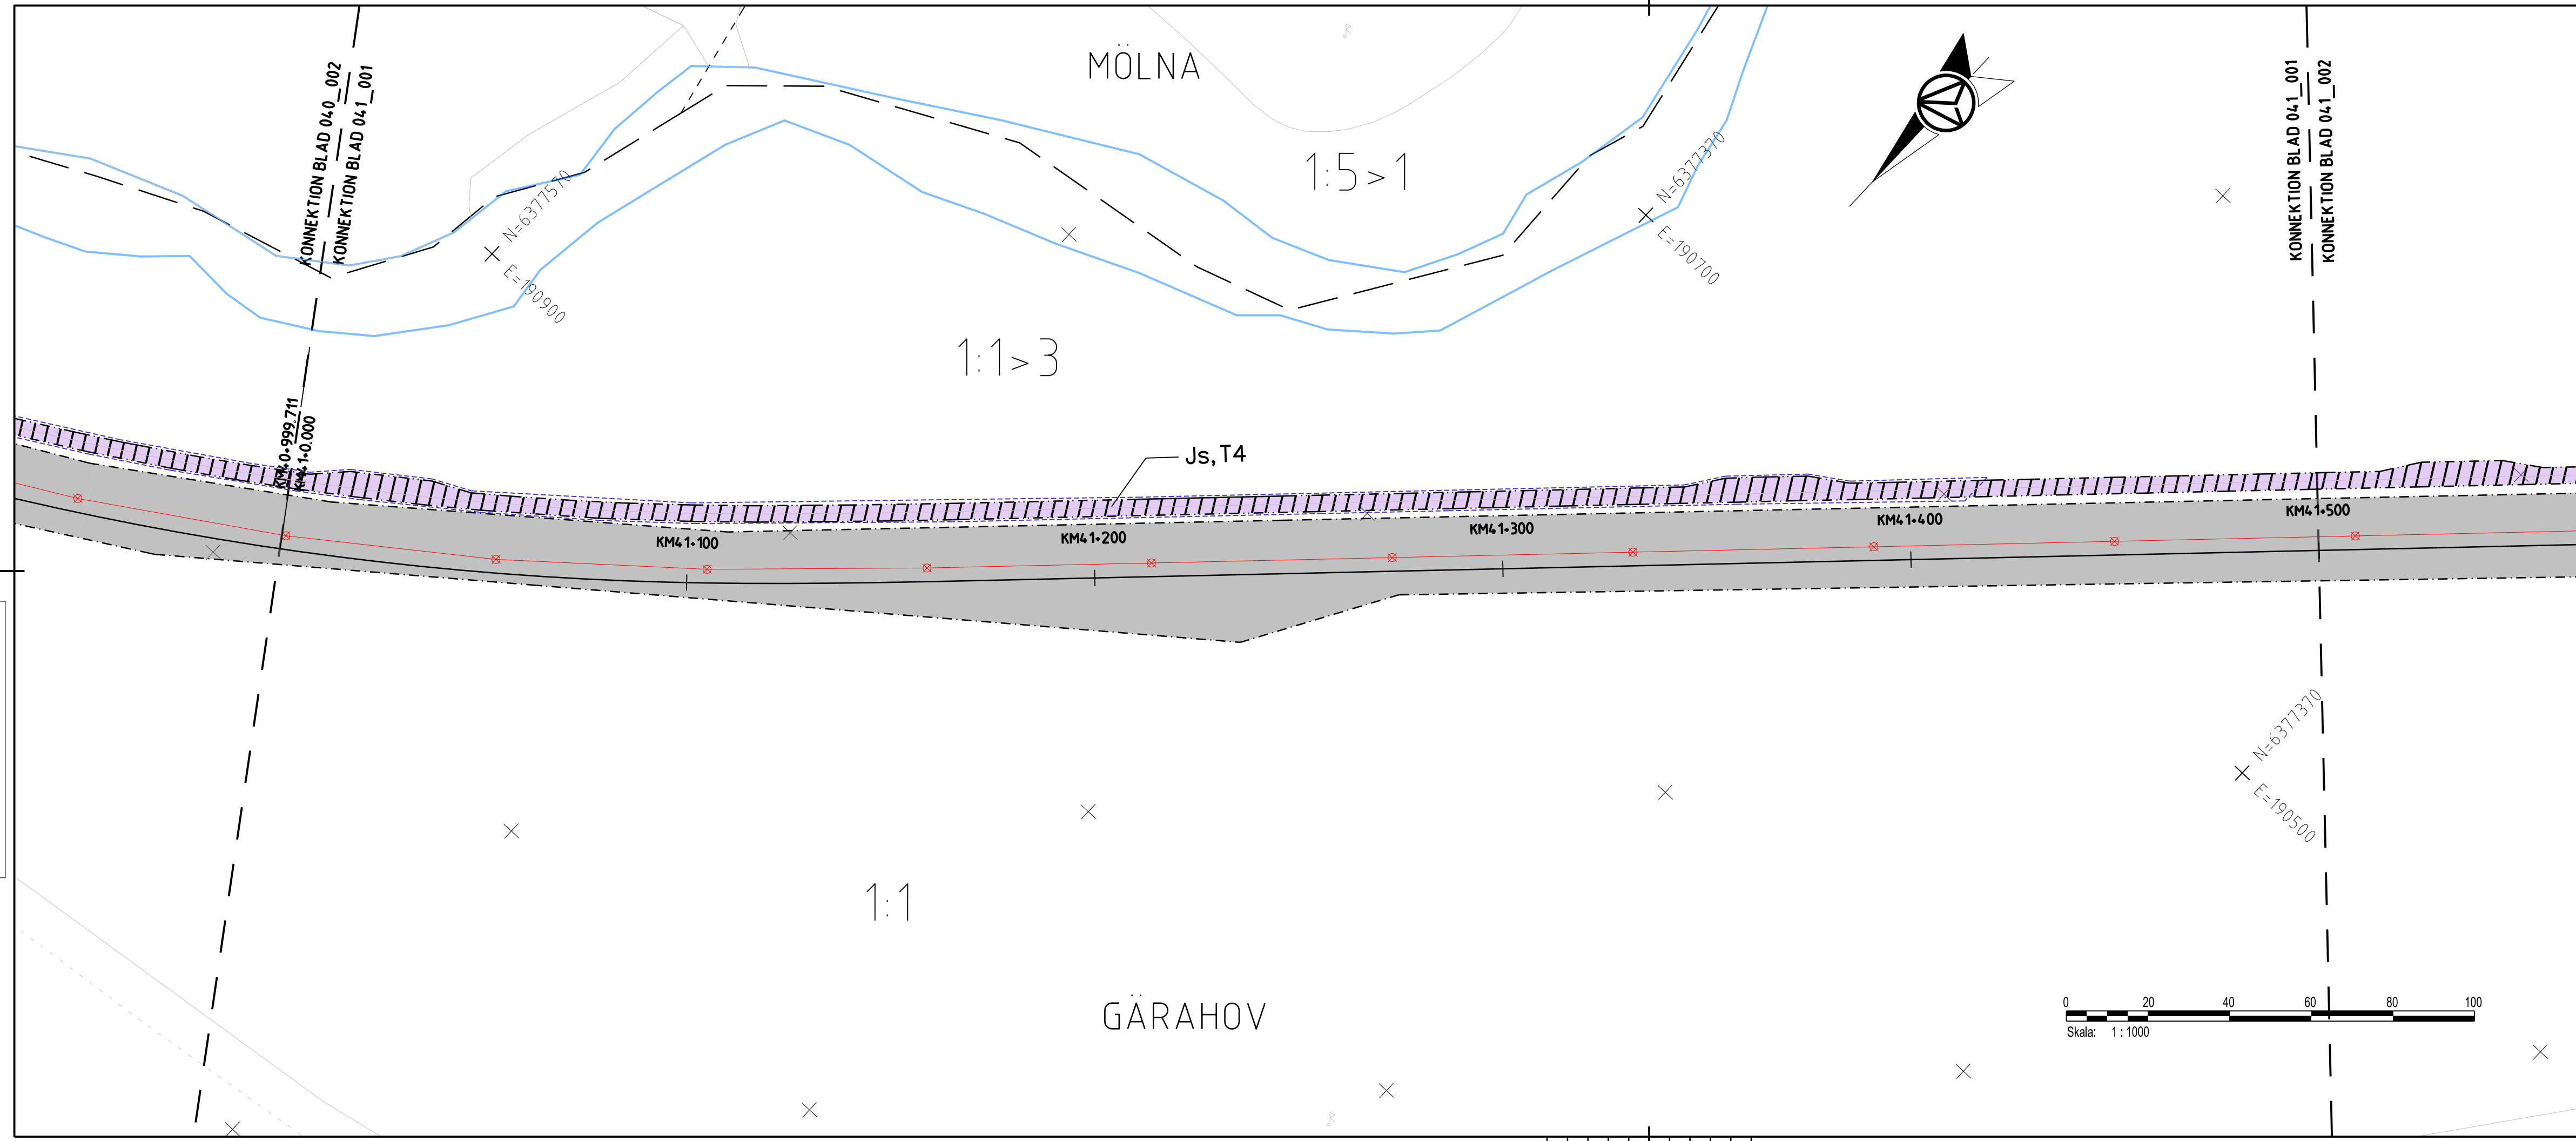 MÖLNA
KONNEKTION BLAD 040_002
KONNEKTION BLAD 041_001
KONNEKTION BLAD 041_001
KONNEKTION BLAD 041_002
N=6377570
E=190900
1:5>1
N=6377370
E=190700
1:1>3
KM40+999.711
KM41+0.000
Js,T4
KM41+100
KM41+200
KM41+300
KM41+400
KM41+500
N=6377370
E=190500
1:1
GÄRAHOV
0 20 40 60 80 100
Skala: 1 : 1000